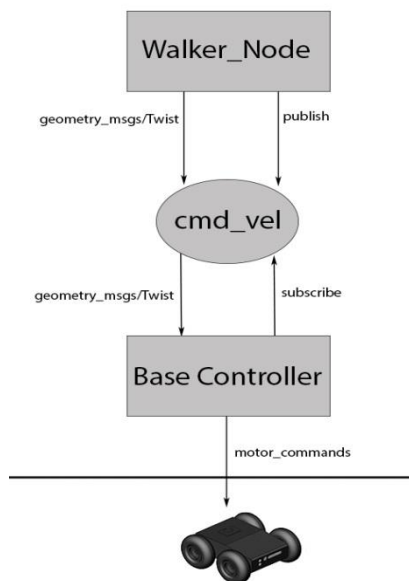 Walker_Node
geometry_msgs/Twist
publish
cmd_vel
geometry_msgs/Twist
subscribe
Base Controller
motor_commands